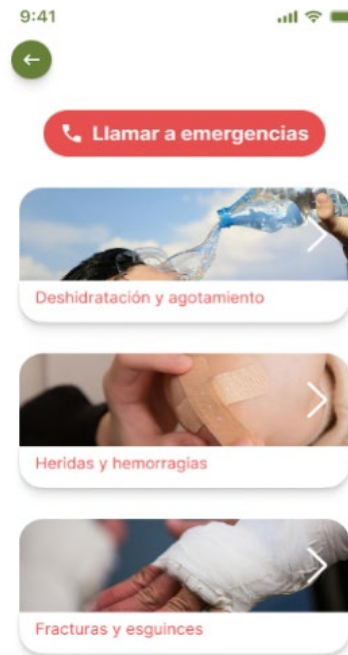 9:41
Llamar a emergencias
Deshidratación y agotamiento
Heridas y hemorragias
Fracturas y esguinces